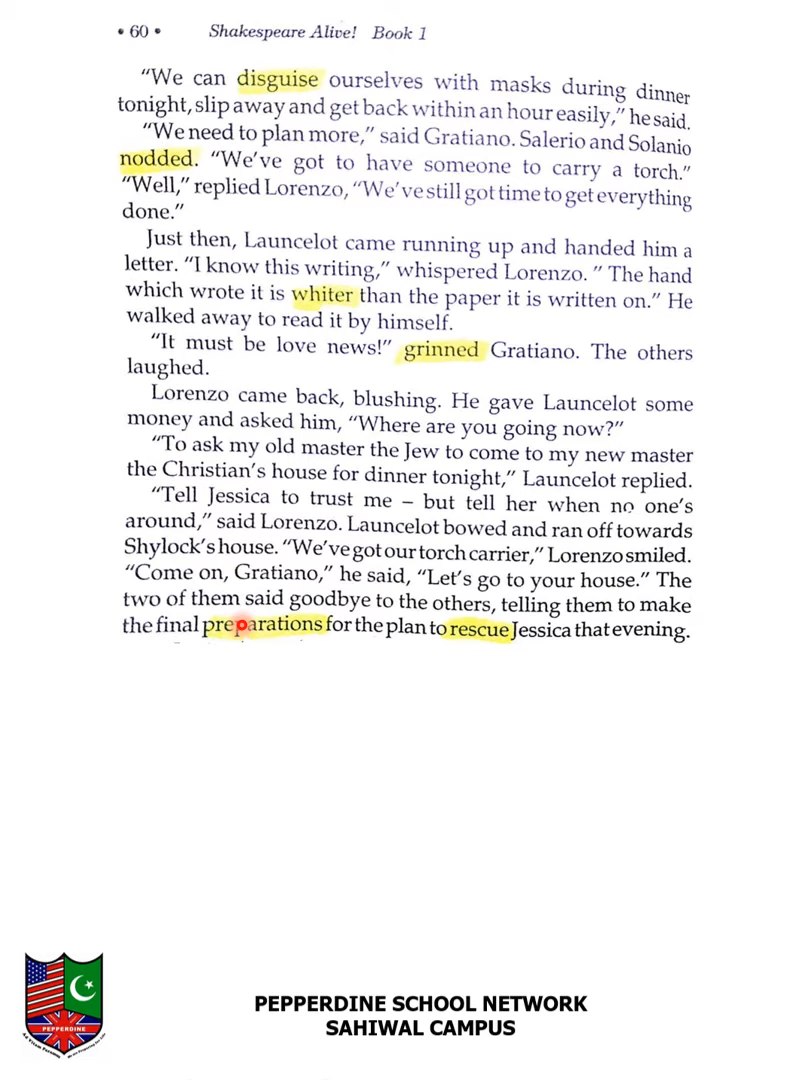 • 60 • Shakespeare Alive! Book 1
“We can disguise ourselves with masks during dinner
tonight, slip away and get back within an hour easily,” he said.
“We need to plan more,” said Gratiano. Salerio and Solanio
nodded. “We’ve got to have someone to carry a torch.”
“Well,” replied Lorenzo, “We’ve still got time to get everything
done.”
Just then, Launcelot came running up and handed him a
letter. “I know this writing,” whispered Lorenzo. ” The hand
which wrote it is whiter than the paper it is written on.” He
walked away to read it by himself.
“It must be love news!” grinned Gratiano. The others
laughed.
Lorenzo came back, blushing. He gave Launcelot some
money and asked him, “Where are you going now?”
“To ask my old master the Jew to come to my new master
the Christian’s house for dinner tonight,” Launcelot replied.
“Tell Jessica to trust me – but tell her when no one’s
around,” said Lorenzo. Launcelot bowed and ran off towards
Shylock’s house. “We’ve got our torch carrier,” Lorenzo smiled.
“Come on, Gratiano,” he said, “Let’s go to your house.” The
two of them said goodbye to the others, telling them to make
the final preparations for the plan to rescue Jessica that evening.
PEPPERDINE
PEPPERDINE SCHOOL NETWORK
SAHIWAL CAMPUS